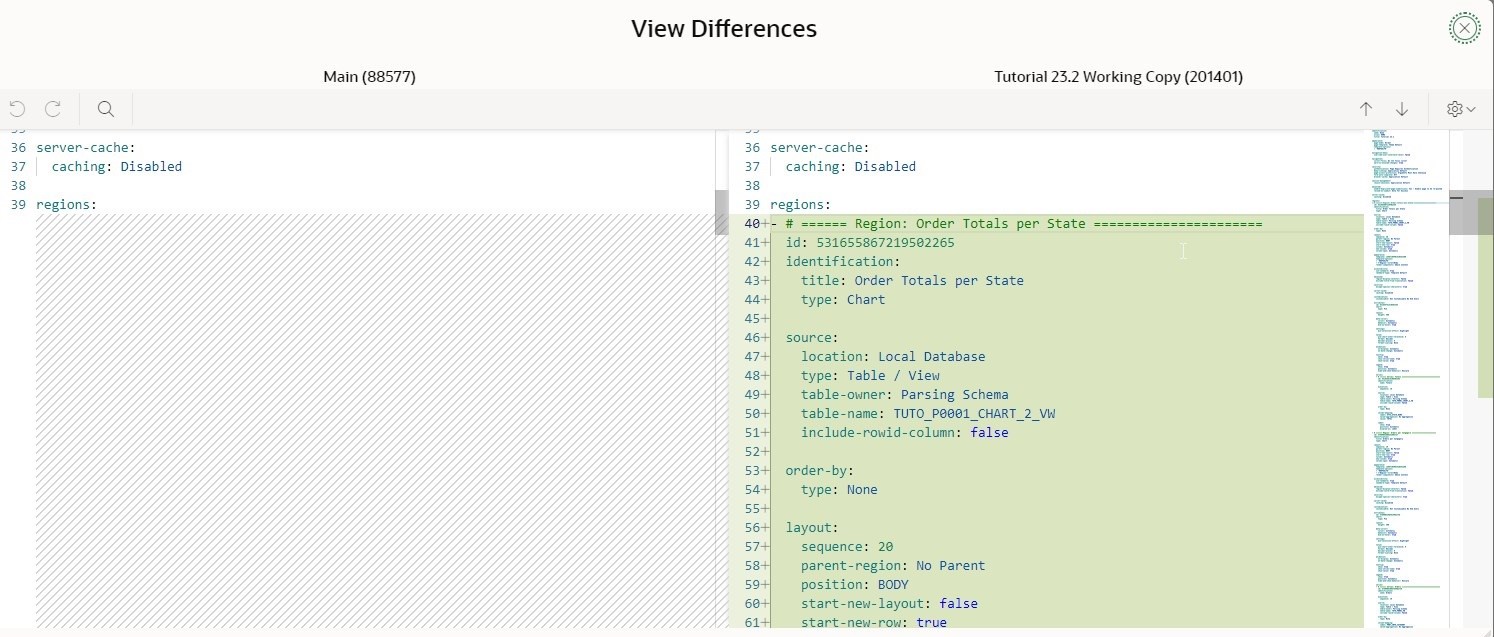 View Differences
Main (88577)
Tutorial 23.2 Working Copy (201401)
36 server-cache:
37 caching: Disabled
38
39 regions:
36 server-cache:
37 caching: Disabled
38
39 regions:
40+- # ====== Region: Order Totals per State ======================
41+ id: 531655867219502265
42+ identification:
43+ title: Order Totals per State
44+ type: Chart
45+
46+ source:
47+ location: Local Database
48+ type: Table / View
49+ table-owner: Parsing Schema
50+ table-name: TUTO_P0001_CHART_2_VW
51+ include-rowid-column: false
52+
53+ order-by:
54+ type: None
55+
56+ layout:
57+ sequence: 20
58+ parent-region: No Parent
59+ position: BODY
60+ start-new-layout: false
61+ start-new-row: true